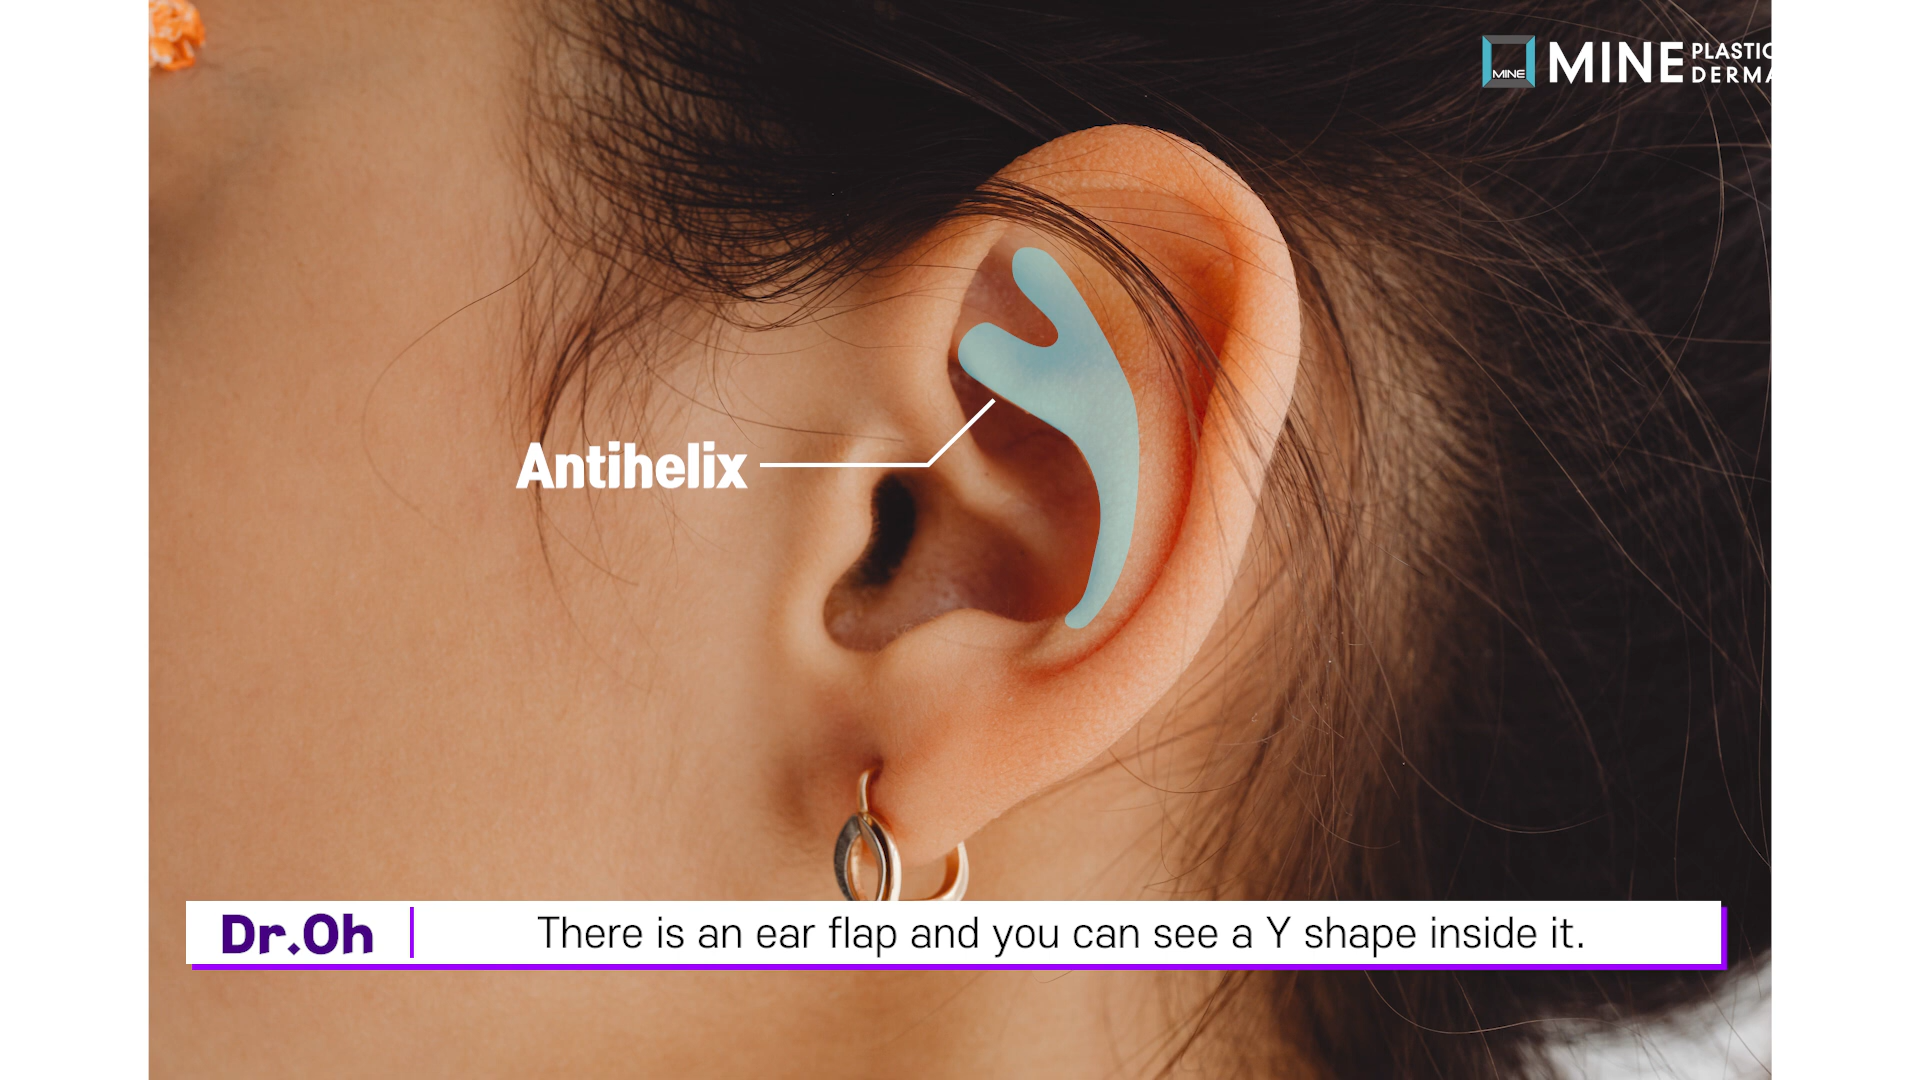 MINE
MINE PLASTIC
DERMA
Antihelix
Dr.Oh
There is an ear flap and you can see a Y shape inside it.